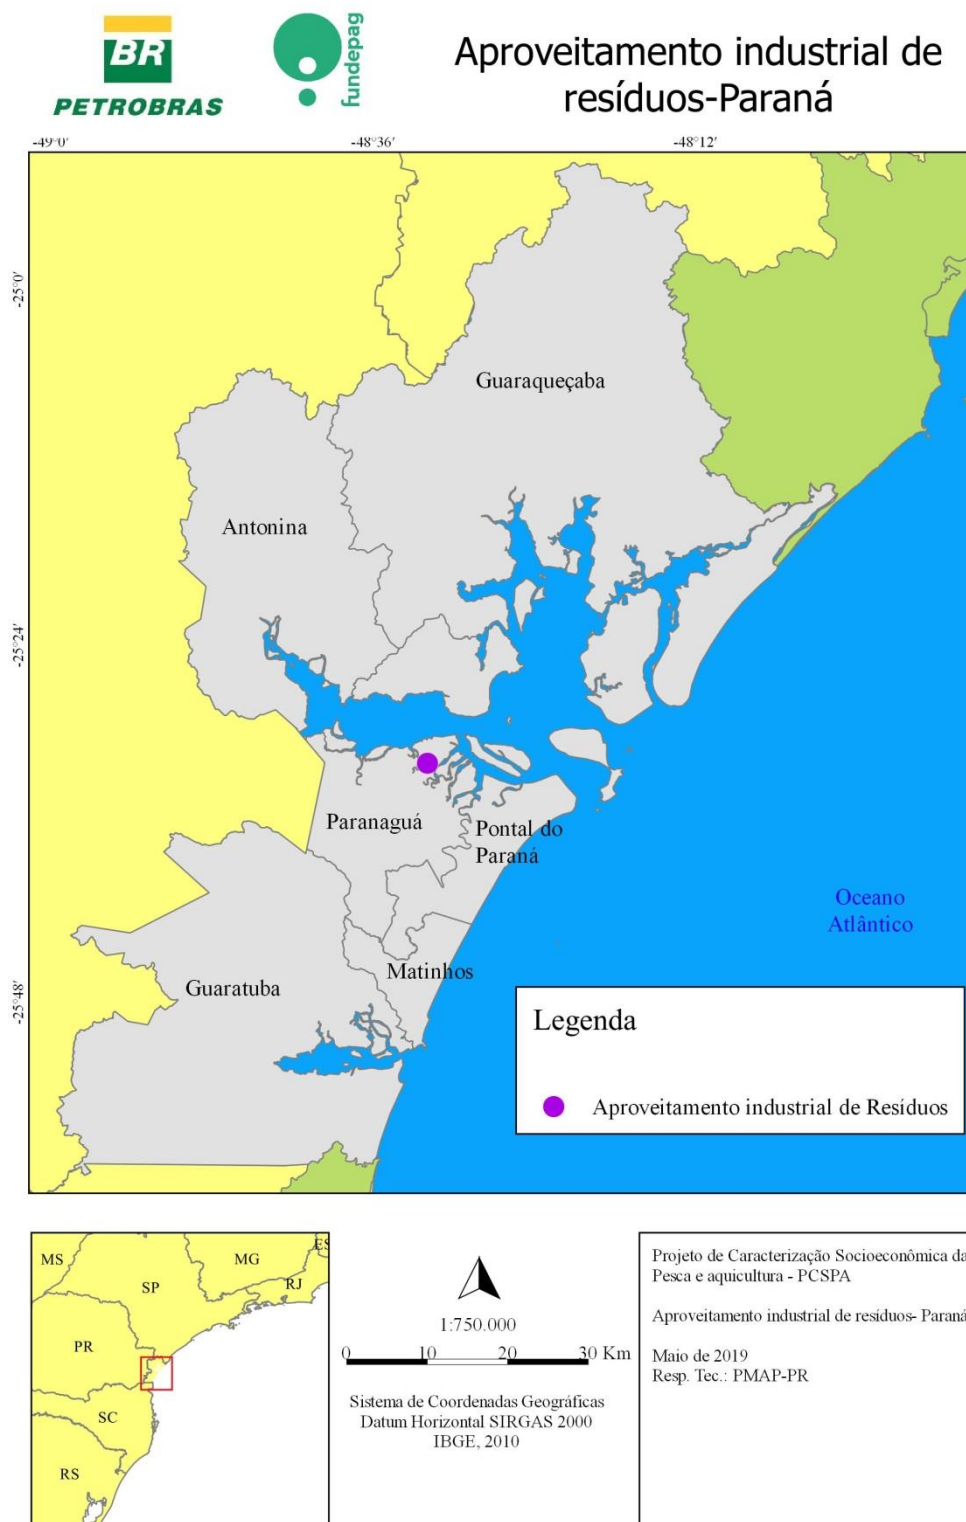 BR
PETROBRAS
fundepag
Aproveitamento industrial de
resíduos-Paraná
-49°0'
-48°36'
-48°12'
-25°0'
-25°24'
-25°48'
Guaraqueçaba
Antonina
Paranaguá
Pontal do
Paraná
Oceano
Atlântico
Matinhos
Guaratuba
Legenda
Aproveitamento industrial de Resíduos
MS
MG
ES
SP
RJ
PR
SC
RS
1:750.000
0 10 20 30 Km
Sistema de Coordenadas Geográficas
Datum Horizontal SIRGAS 2000
IBGE, 2010
Projeto de Caracterização Socioeconômica da
Pesca e aquicultura - PCSPA
Aproveitamento industrial de resíduos- Paraná
Maio de 2019
Resp. Tec.: PMAP-PR